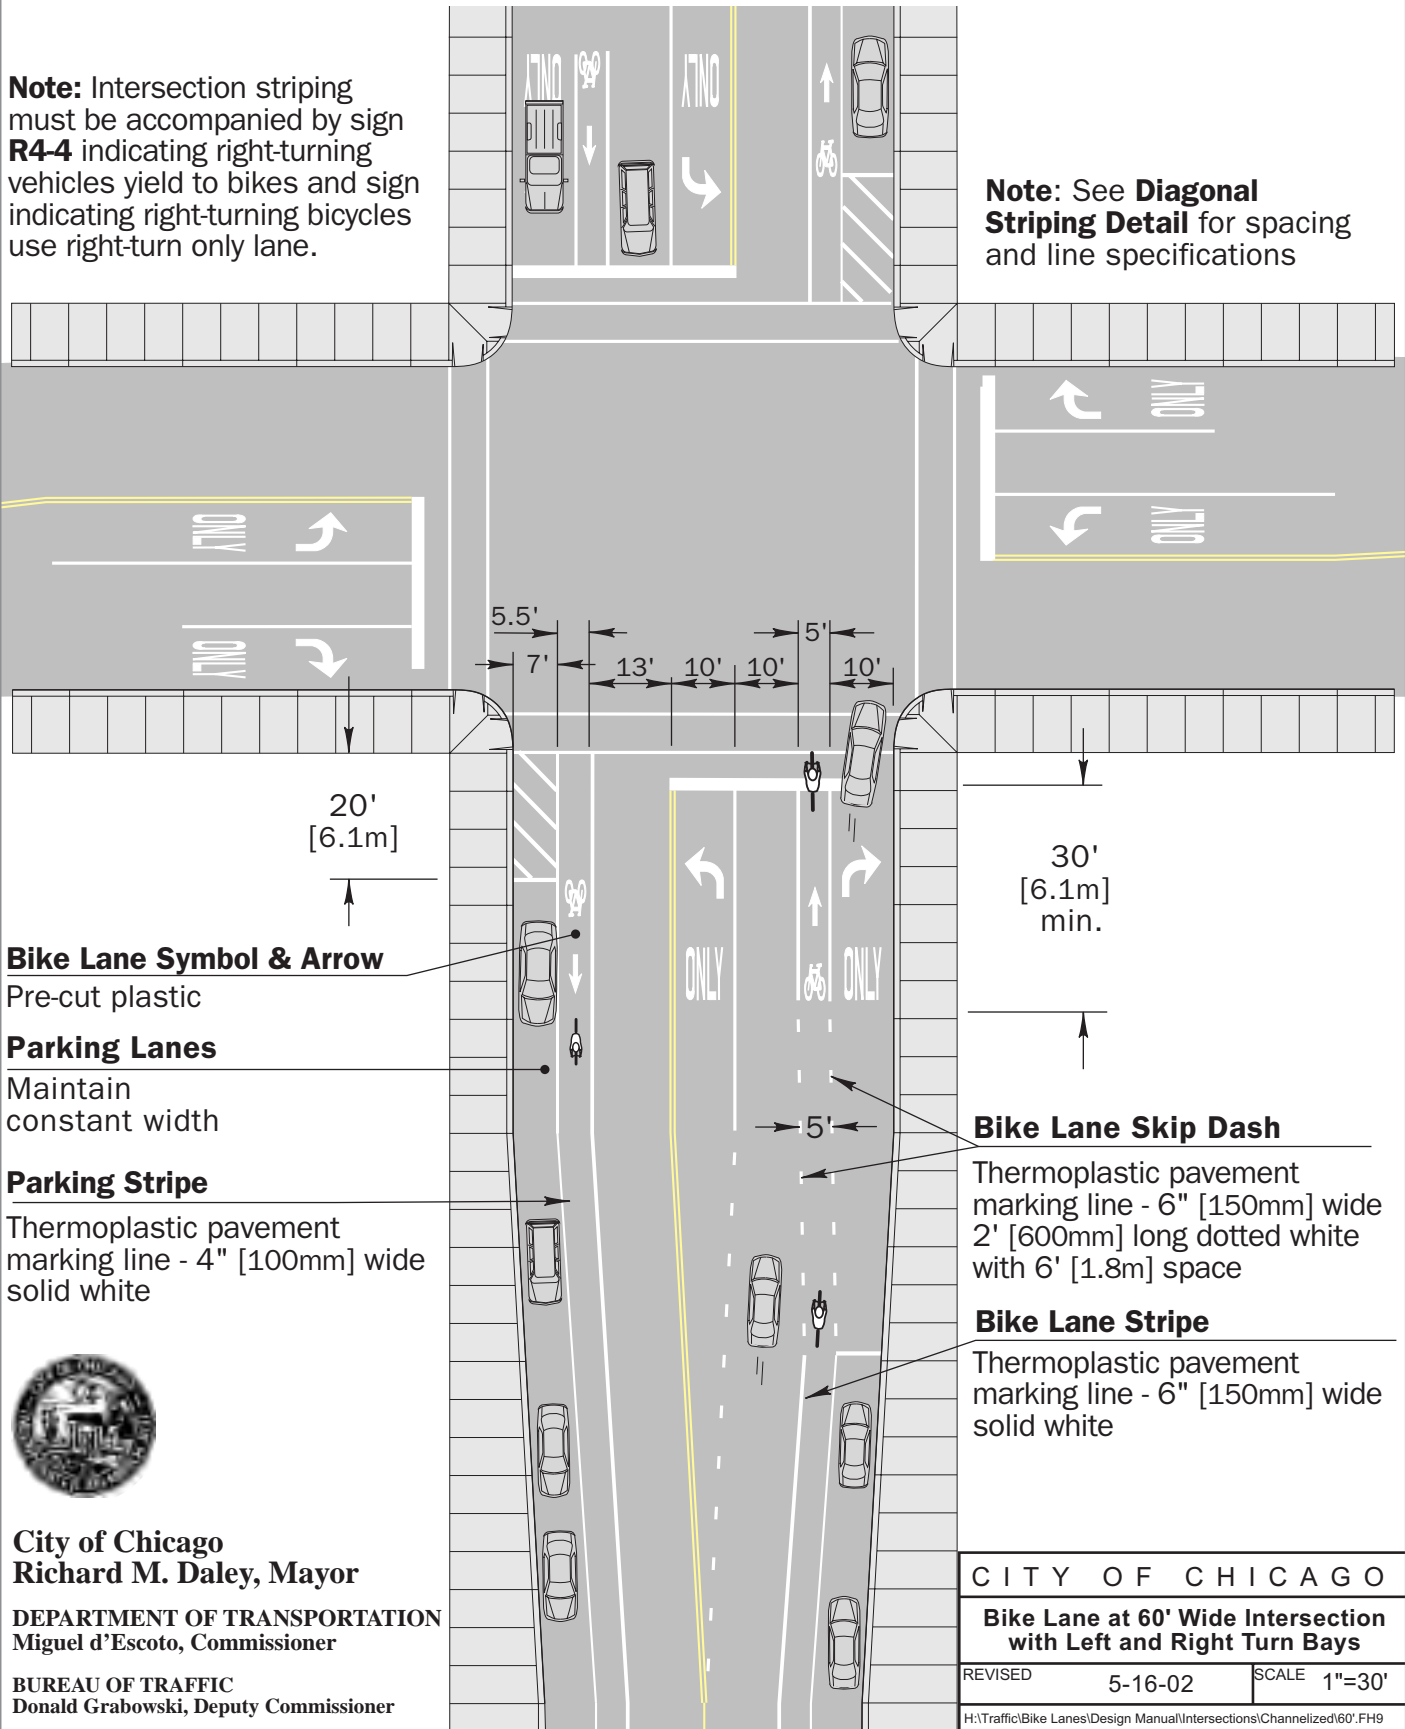 Note: Intersection striping
must be accompanied by sign
R4-4 indicating right-turning
vehicles yield to bikes and sign
indicating right-turning bicycles
use right-turn only lane.
ONLY
ONLY
Note: See Diagonal
Striping Detail for spacing
and line specifications
ONLY
ONLY
ONLY
ONLY
5.5'
5'
7'
13'
10'
10'
10'
20'
[6.1m]
30'
[6.1m]
min.
ONLY
ONLY
Bike Lane Symbol & Arrow
Pre-cut plastic
Parking Lanes
Maintain
constant width
5'
Parking Stripe
Thermoplastic pavement
marking line - 4" [100mm] wide
solid white
Bike Lane Skip Dash
Thermoplastic pavement
marking line - 6" [150mm] wide
2' [600mm] long dotted white
with 6' [1.8m] space
Bike Lane Stripe
Thermoplastic pavement
marking line - 6" [150mm] wide
solid white
City of Chicago
Richard M. Daley, Mayor
DEPARTMENT OF TRANSPORTATION
Miguel d'Escoto, Commissioner
BUREAU OF TRAFFIC
Donald Grabowski, Deputy Commissioner
CITY OF CHICAGO
Bike Lane at 60' Wide Intersection
with Left and Right Turn Bays
REVISED 5-16-02 SCALE 1"=30'
H:\Traffic\Bike Lanes\Design Manual\Intersections\Channelized\60'.FH9